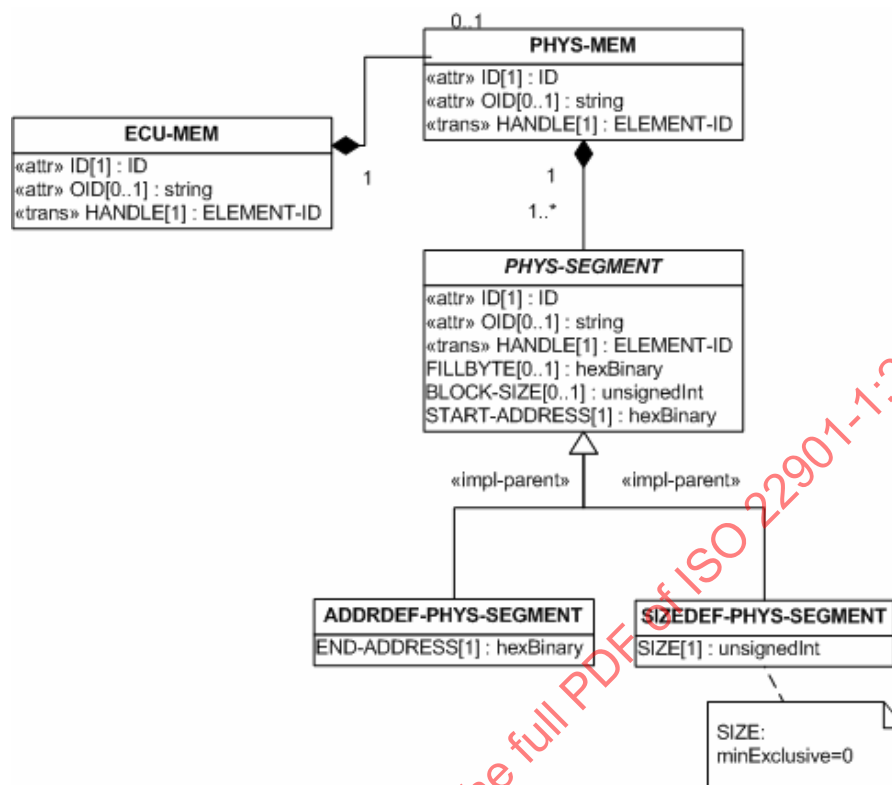 0..1
PHYS-MEM
«attr» ID[1] : ID
«attr» OID[0..1] : string
«trans» HANDLE[1] : ELEMENT-ID
ECU-MEM
«attr» ID[1] : ID
«attr» OID[0..1] : string
«trans» HANDLE[1] : ELEMENT-ID
1
1
1..*
PHYS-SEGMENT
«attr» ID[1] : ID
«attr» OID[0..1] : string
«trans» HANDLE[1] : ELEMENT-ID
FILLBYTE[0..1] : hexBinary
BLOCK-SIZE[0..1] : unsignedInt
START-ADDRESS[1] : hexBinary
«impl-parent»
«impl-parent»
ADDRDEF-PHYS-SEGMENT
END-ADDRESS[1] : hexBinary
SIZEDEF-PHYS-SEGMENT
SIZE[1] : unsignedInt
SIZE:
minExclusive=0
full PDF of ISO 22901-1: